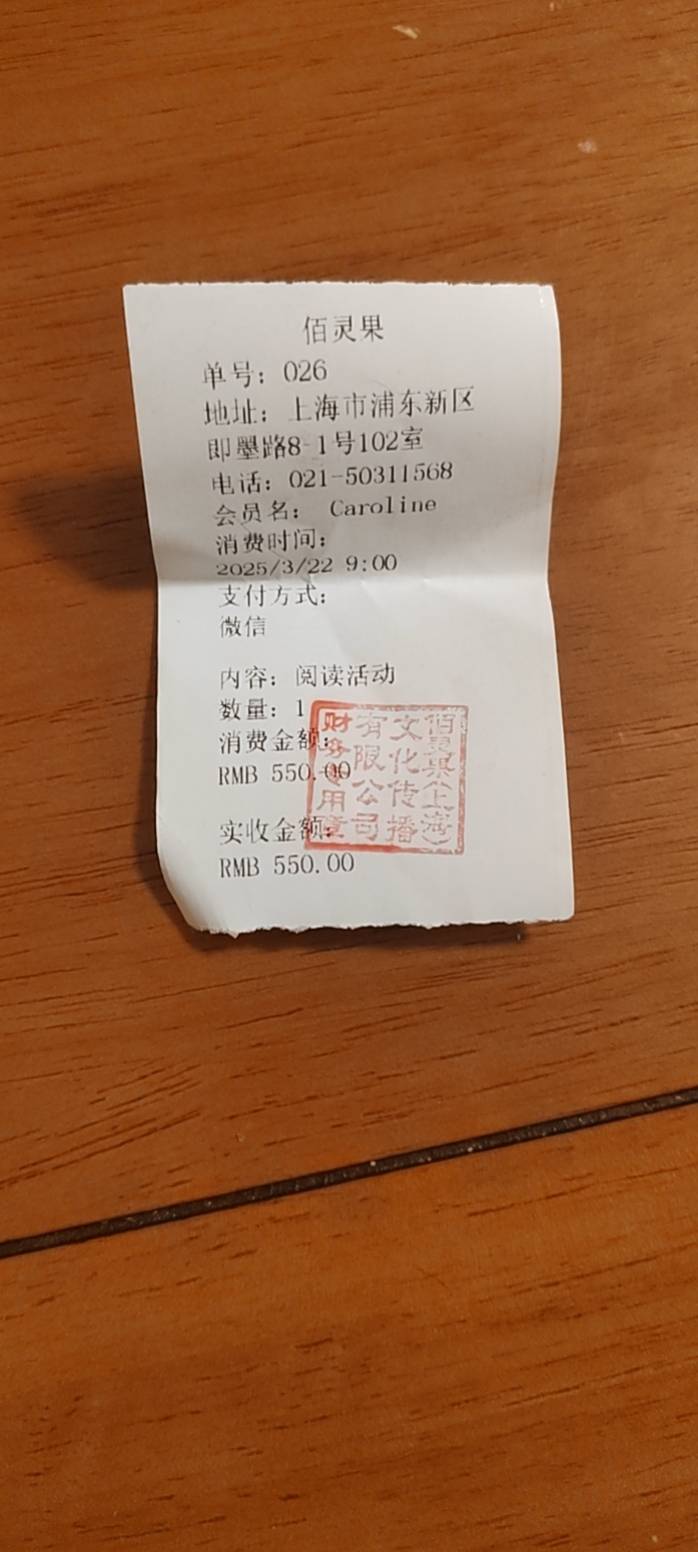 佰灵果
单号：026
地址：上海市浦东新区
即墨路8-1号102室
电话：021-50311568
会员名： Caroline
消费时间：
2025/3/22 9:00
支付方式：
微信
内容：阅读活动
数量：1
消费金额：
RMB 550.00
实收金额：
RMB 550.00
佰灵果(上海)
文化传播
有限公司
财务专用章